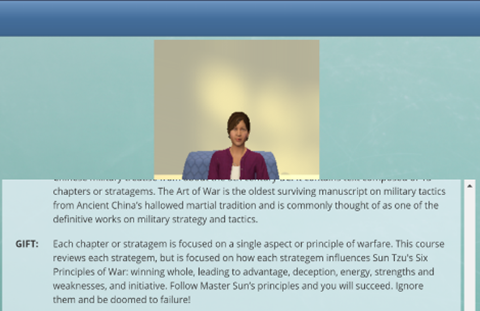 chapters or stratagems. The Art of War is the oldest surviving manuscript on military tactics
from Ancient China's hallowed martial tradition and is commonly thought of as one of the
definitive works on military strategy and tactics.
GIFT: Each chapter or stratagem is focused on a single aspect or principle of warfare. This course
reviews each strategem, but is focused on how each strategem influences Sun Tzu's Six
Principles of War: winning whole, leading to advantage, deception, energy, strengths and
weaknesses, and initiative. Follow Master Sun's principles and you will succeed. Ignore
them and be doomed to failure!